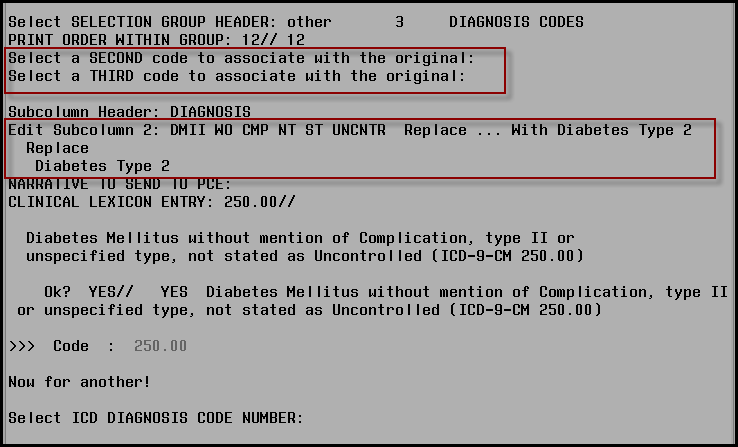 Select SELECTION GROUP HEADER: other 3 DIAGNOSIS CODES
PRINT ORDER WITHIN GROUP: 12// 12
Select a SECOND code to associate with the original:
Select a THIRD code to associate with the original:
Subcolumn Header: DIAGNOSIS
Edit Subcolumn 2: DMII WO CMP NT ST UNCNTR Replace ... With Diabetes Type 2
Replace
Diabetes Type 2
NARRATIVE TO SEND TO PCE:
CLINICAL LEXICON ENTRY: 250.00//
Diabetes Mellitus without mention of Complication, type II or
unspecified type, not stated as Uncontrolled (ICD-9-CM 250.00)
Ok? YES// YES Diabetes Mellitus without mention of Complication, type II
or unspecified type, not stated as Uncontrolled (ICD-9-CM 250.00)
>>> Code : 250.00
Now for another!
Select ICD DIAGNOSIS CODE NUMBER: